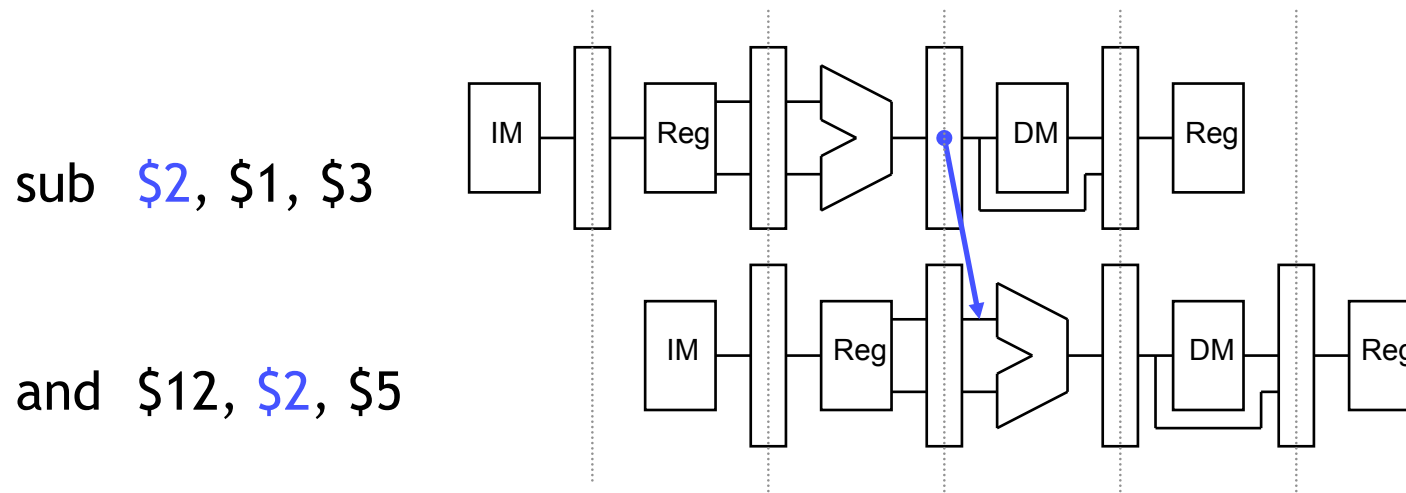 IM Reg DM Reg
sub $2, $1, $3
IM Reg DM Reg
and $12, $2, $5